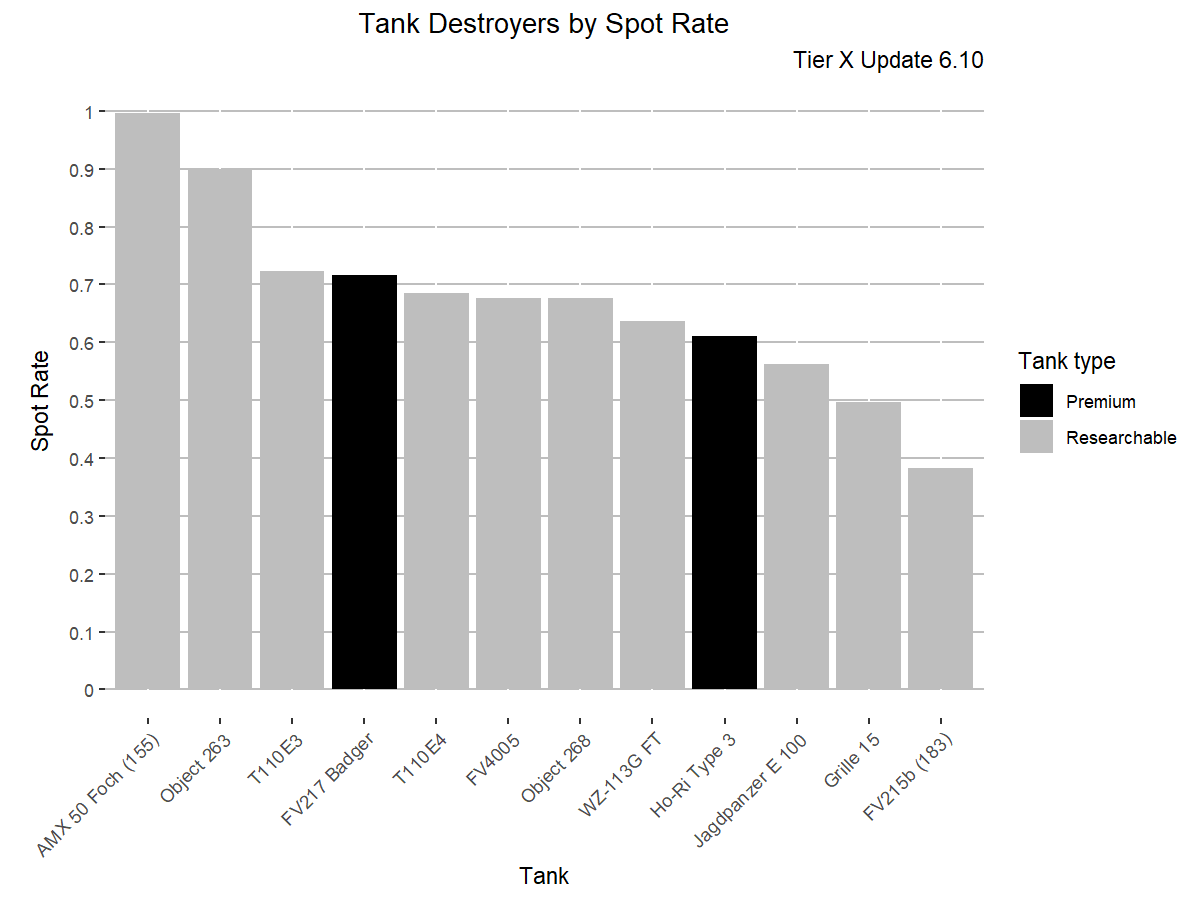 Tank Destroyers by Spot Rate
Tier X Update 6.10
Spot Rate
1
0.9
0.8
0.7
0.6
0.5
0.4
0.3
0.2
0.1
0
AMX 50 Foch (155)
Object 263
T110E3
FV217 Badger
T110E4
FV4005
Object 268
WZ-113G FT
Ho-Ri Type 3
Jagdpanzer E 100
Grille 15
FV215b (183)
Tank
Tank type
Premium
Researchable